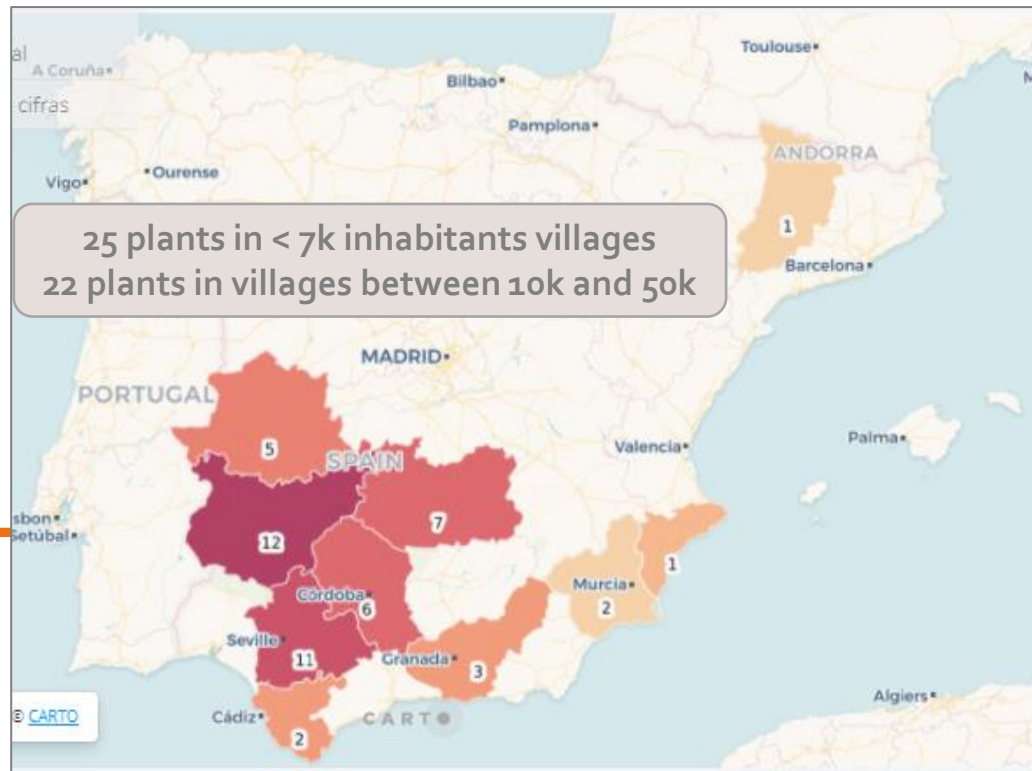 al
A Coruña
cifras
Toulouse
Bilbao
Pamplona
ANDORRA
Vigo
Ourense
1
Barcelona
25 plants in < 7k inhabitants villages
22 plants in villages between 10k and 50k
MADRID
PORTUGAL
5
SPAIN
Valencia
Palma
7
sbon
Setúbal
12
1
Córdoba
6
Murcia
2
Seville
11
Granada
3
Algiers
© CARTO
Cádiz
CARTO
2
M